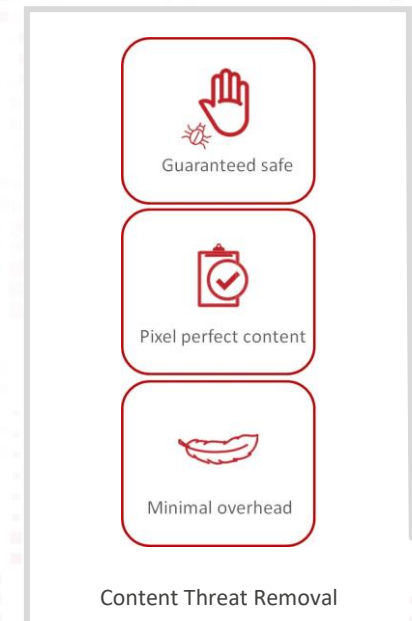 Guaranteed safe
Pixel perfect content
Minimal overhead
Content Threat Removal